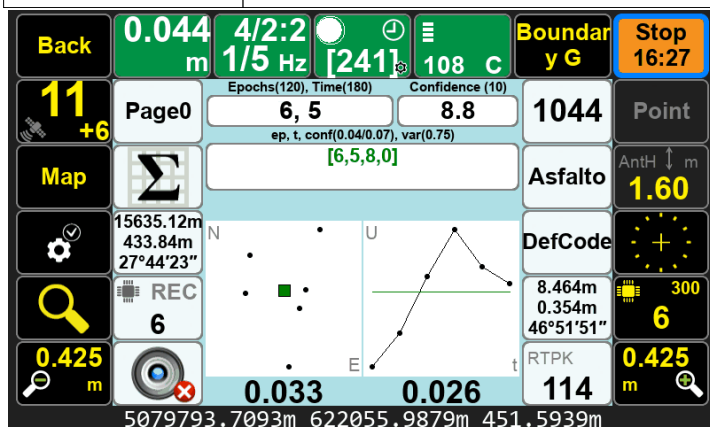 Back
0.044
m
4/2:2
1/5 Hz
[241]
108 C
Boundar
y G
Stop
16:27
11
+6
Page0
Epochs(120), Time(180)
6, 5
Confidence (10)
8.8
1044
Point
ep, t, conf(0.04/0.07), var(0.75)
[6,5,8,0]
Map
Σ
Asfalto
AntH m
1.60
15635.12m
433.84m
27°44′23″
N
E
U
t
DefCode
REC
6
8.464m
0.354m
46°51′51″
300
6
0.425
m
0.033
0.026
RTPK
114
0.425
m
5079793.7093m 622055.9879m 451.5939m